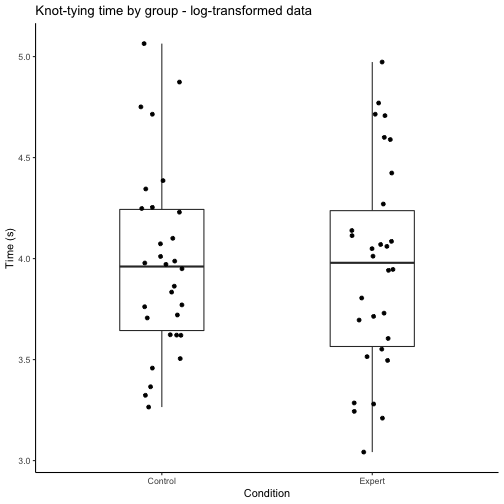 Knot-tying time by group - log-transformed data
5.0
4.5
4.0
3.5
3.0
Time (s)
Control Expert
Condition